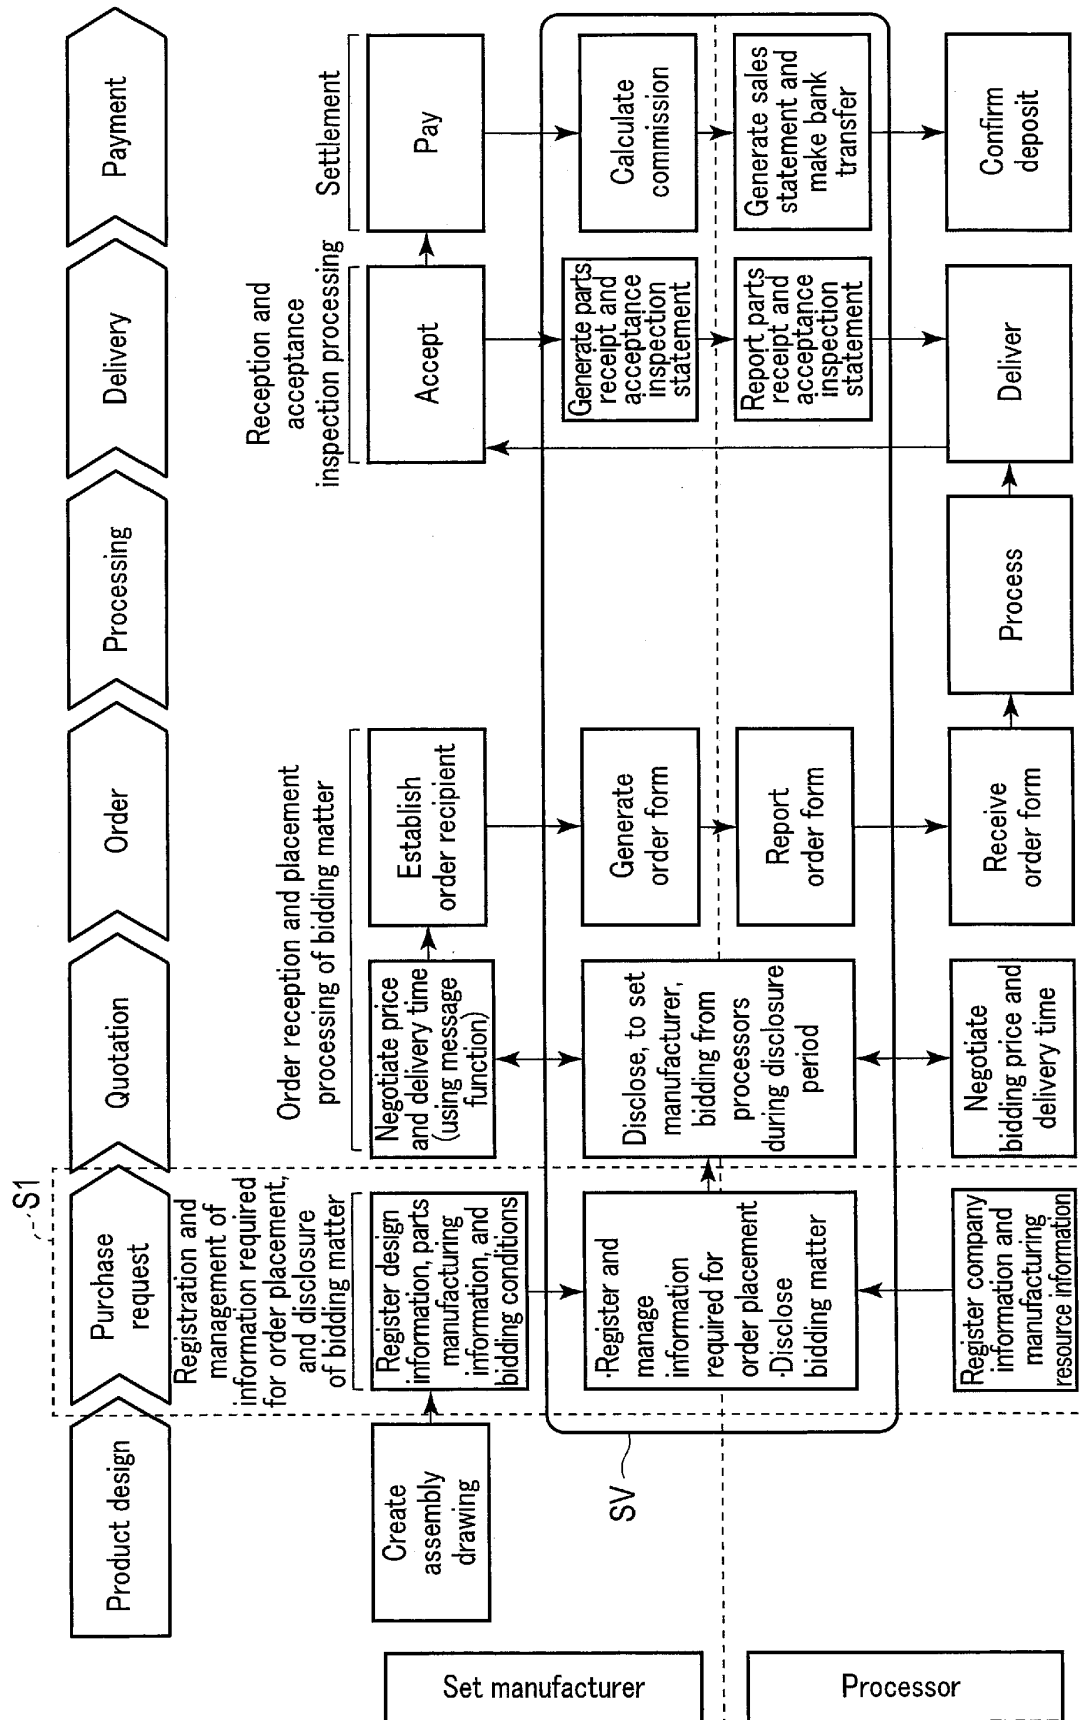 S1
Product design
Purchase
request
Quotation
Order
Processing
Delivery
Payment
Registration and
management of
information required
for order placement,
and disclosure
of bidding matter
Order reception and placement
processing of bidding matter
Reception and
acceptance
inspection processing
Settlement
Set manufacturer
Create
assembly
drawing
Register design
information, parts
manufacturing
information, and
bidding conditions
Negotiate price
and delivery time
(using message
function)
Establish
order recipient
Accept
Pay
SV
·Register and
manage
information
required for
order placement
·Disclose
bidding matter
Disclose, to set
manufacturer,
bidding from
processors
during disclosure
period
Generate
order form
Report
order form
Generate parts
receipt and
acceptance
inspection
statement
Report parts
receipt and
acceptance
inspection
statement
Calculate
commission
Generate sales
statement and
make bank
transfer
Processor
Register company
information and
manufacturing
resource information
Negotiate
bidding price and
delivery time
Receive
order form
Process
Deliver
Confirm
deposit